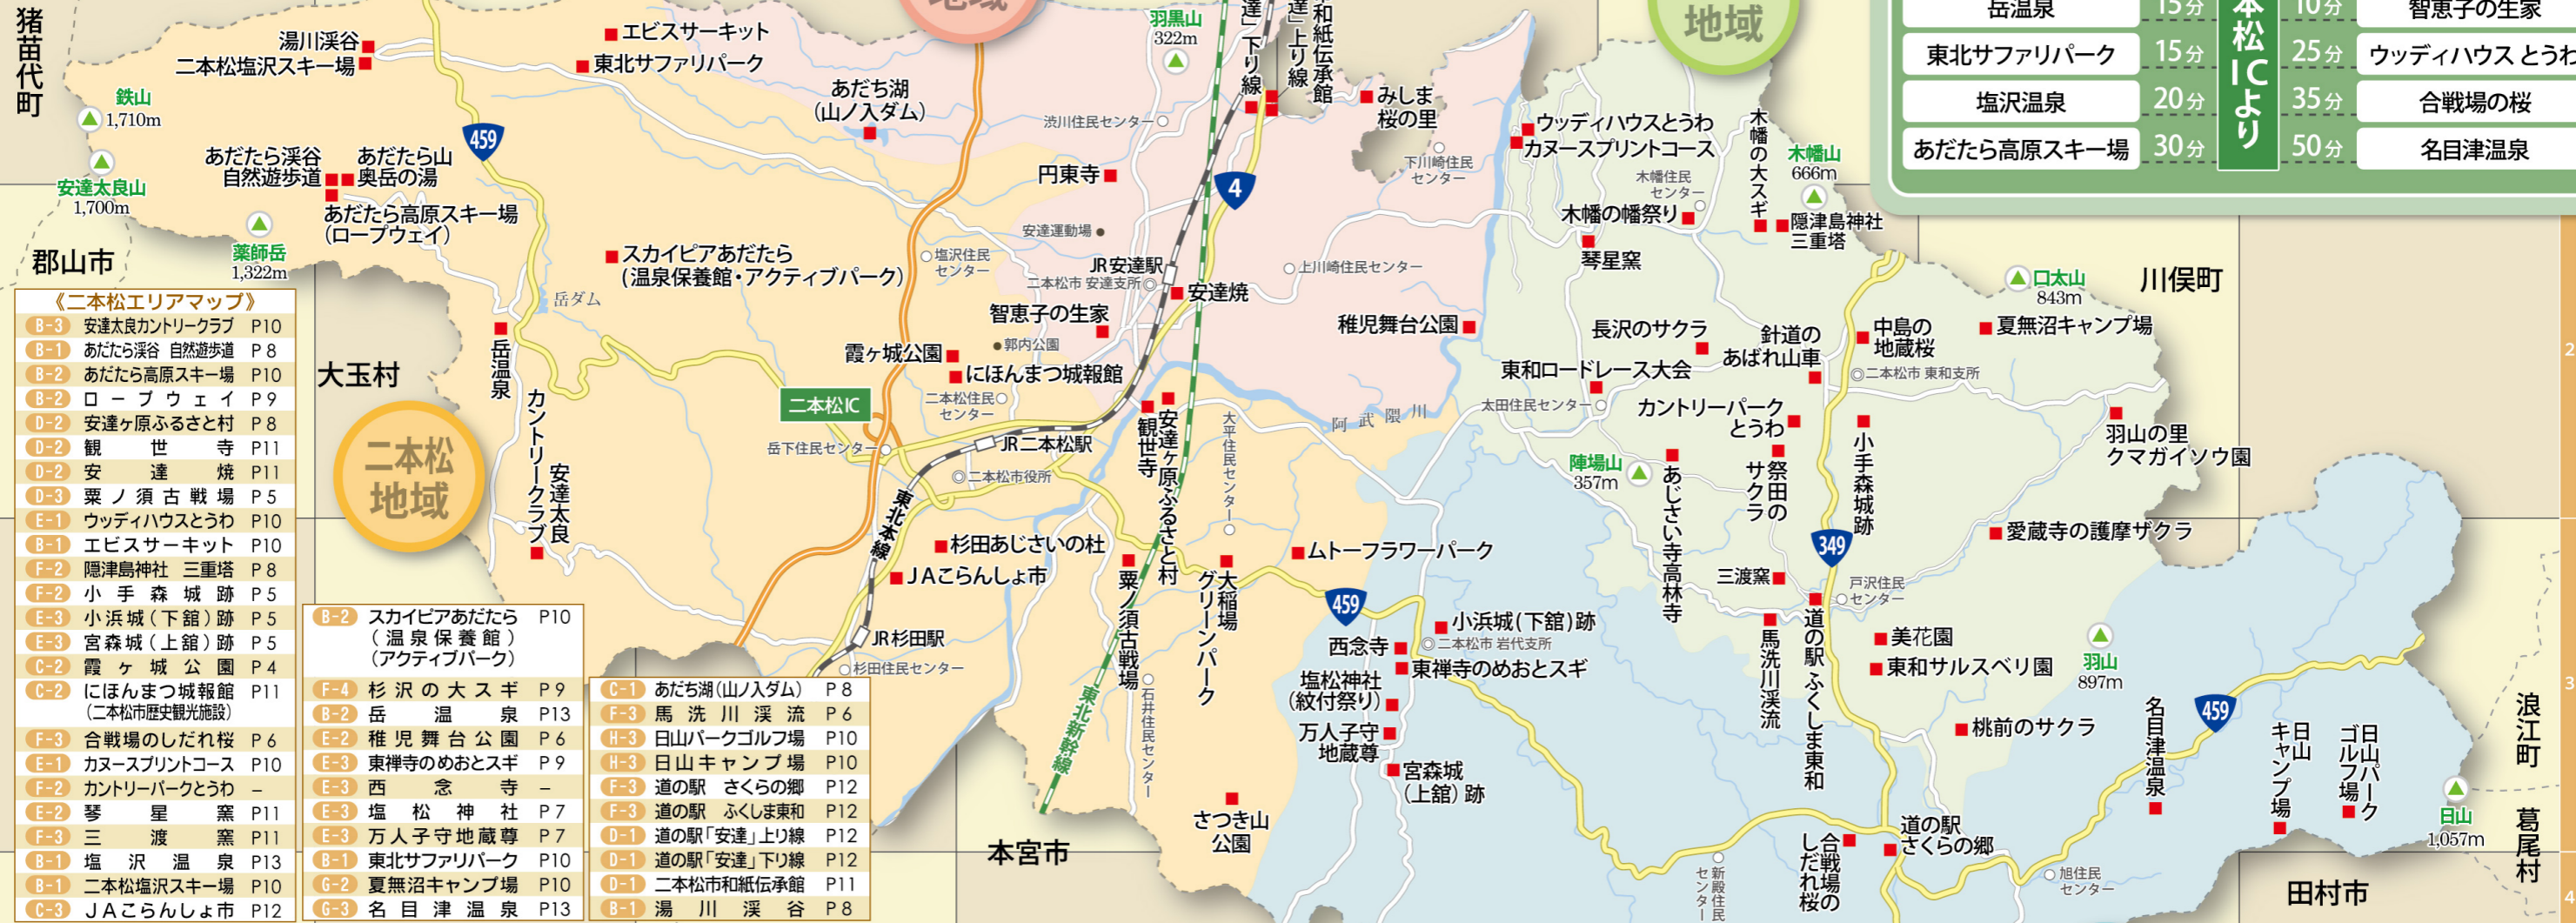 猪苗代町
湯川渓谷
二本松塩沢スキー場
エビスサーキット
東北サファリパーク
あだち湖
(山ノ入ダム)
地域
羽黒山
322m
達」下り線
達」上り線
和紙伝承館
みしま
桜の里
地域
岳温泉
15分
東北サファリパーク
15分
塩沢温泉
20分
あだたら高原スキー場
30分
本松ICより
10分
智恵子の生家
25分
ウッディハウス とうわ
35分
合戦場の桜
50分
名目津温泉
鉄山
1,710m
安達太良山
1,700m
薬師岳
1,322m
459
あだたら渓谷
自然遊歩道
あだたら山
奥岳の湯
あだたら高原スキー場
(ロープウェイ)
渋川住民センター
円東寺
4
安達運動場
塩沢住民
センター
スカイピアあだたら
(温泉保養館・アクティブパーク)
JR安達駅
二本松市 安達支所
安達焼
智恵子の生家
郭内公園
霞ヶ城公園
にほんまつ城報館
二本松住民
センター
二本松IC
岳下住民センター
JR二本松駅
二本松市役所
下川崎住民
センター
上川崎住民センター
稚児舞台公園
ウッディハウスとうわ
カヌースプリントコース
木幡の大スギ
木幡山
666m
木幡住民
センター
木幡の幡祭り
隠津島神社
三重塔
琴星窯
口太山
843m
川俣町
夏無沼キャンプ場
長沢のサクラ
針道の
あばれ山車
中島の
地蔵桜
二本松市 東和支所
東和ロードレース大会
太田住民センター
カントリーパーク
とうわ
羽山の里
クマガイソウ園
郡山市
大玉村
岳ダム
岳温泉
安達太良
カントリークラブ
二本松
地域
東北本線
観世寺
安達ヶ原ふるさと村
大平住民センター
阿武隈川
陣場山
357m
あじさい寺高林寺
祭田の
サクラ
小手森城跡
349
愛蔵寺の護摩ザクラ
三渡窯
戸沢住民
センター
杉田あじさいの杜
JAこらんしょ市
粟ノ須古戦場
大稲場
グリーンパーク
ムトーフラワーパーク
459
小浜城(下舘)跡
二本松市 岩代支所
西念寺
東禅寺のめおとスギ
塩松神社
(紋付祭り)
万人子守
地蔵尊
宮森城
(上舘)跡
馬洗川渓流
道の駅 ふくしま東和
美花園
東和サルスベリ園
羽山
897m
桃前のサクラ
名目津温泉
459
日山
キャンプ場
日山パーク
ゴルフ場
浪江町
葛尾村
日山
1,057m
JR杉田駅
杉田住民センター
東北新幹線
石井住民センター
さつき山
公園
本宮市
新殿住民
センター
合戦場の
しだれ桜
道の駅
さくらの郷
旭住民
センター
田村市
2
3
4
《二本松エリアマップ》
B-3 安達太良カントリークラブ P10
B-1 あだたら渓谷 自然遊歩道 P8
B-2 あだたら高原スキー場 P10
B-2 ロープウェイ P9
D-2 安達ヶ原ふるさと村 P8
D-2 観世寺 P11
D-2 安達焼 P11
D-3 粟ノ須古戦場 P5
E-1 ウッディハウスとうわ P10
B-1 エビスサーキット P10
F-2 隠津島神社 三重塔 P8
F-2 小手森城跡 P5
E-3 小浜城(下舘)跡 P5
E-3 宮森城(上舘)跡 P5
C-2 霞ヶ城公園 P4
C-2 にほんまつ城報館 P11
(二本松市歴史観光施設)
F-3 合戦場のしだれ桜 P6
E-1 カヌースプリントコース P10
F-2 カントリーパークとうわ –
E-2 琴星窯 P11
F-3 三渡窯 P11
B-1 塩沢温泉 P13
B-1 二本松塩沢スキー場 P10
C-3 JAこらんしょ市 P12
B-2 スカイピアあだたら P10
(温泉保養館)
(アクティブパーク)
F-4 杉沢の大スギ P9
B-2 岳温泉 P13
E-2 稚児舞台公園 P6
E-3 東禅寺のめおとスギ P9
E-3 西念寺 –
E-3 塩松神社 P7
E-3 万人子守地蔵尊 P7
B-1 東北サファリパーク P10
G-2 夏無沼キャンプ場 P10
G-3 名目津温泉 P13
C-1 あだち湖(山ノ入ダム) P8
F-3 馬洗川渓流 P6
H-3 日山パークゴルフ場 P10
H-3 日山キャンプ場 P10
F-3 道の駅 さくらの郷 P12
F-3 道の駅 ふくしま東和 P12
D-1 道の駅「安達」上り線 P12
D-1 道の駅「安達」下り線 P12
D-1 二本松市和紙伝承館 P11
B-1 湯川渓谷 P8